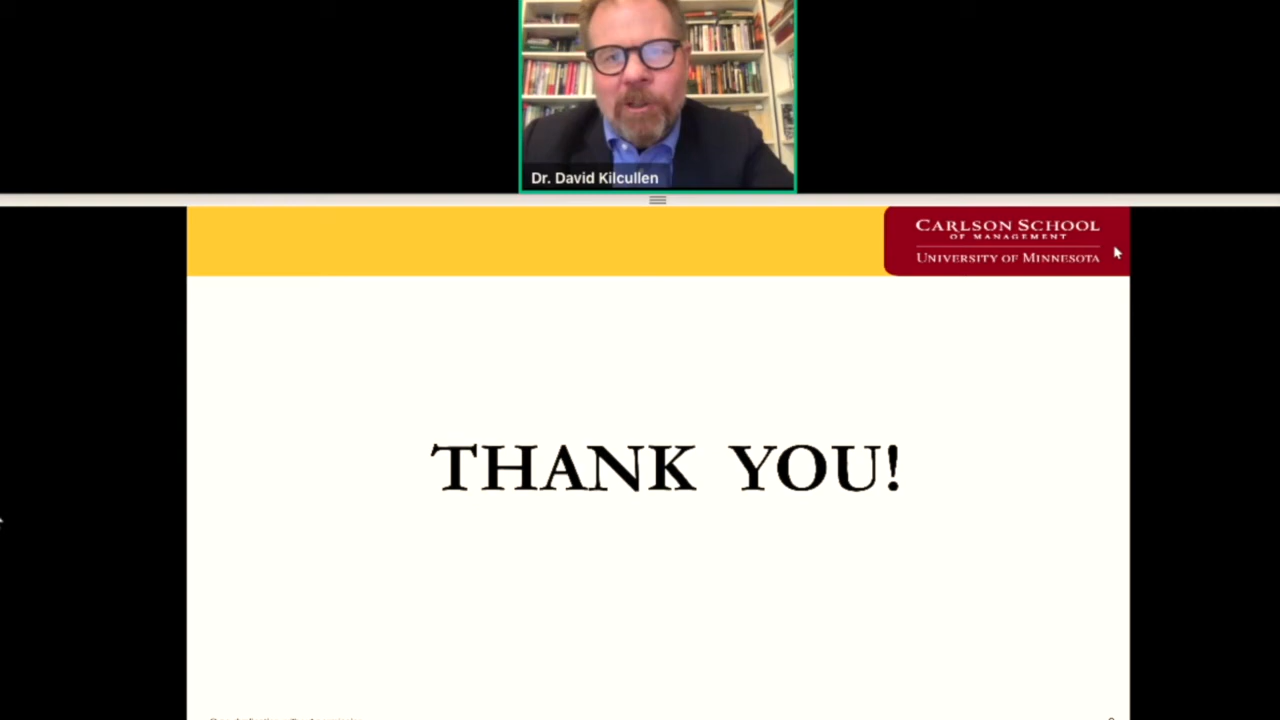 Dr. David Kilcullen
CARLSON SCHOOL
OF MANAGEMENT
UNIVERSITY OF MINNESOTA
THANK YOU!